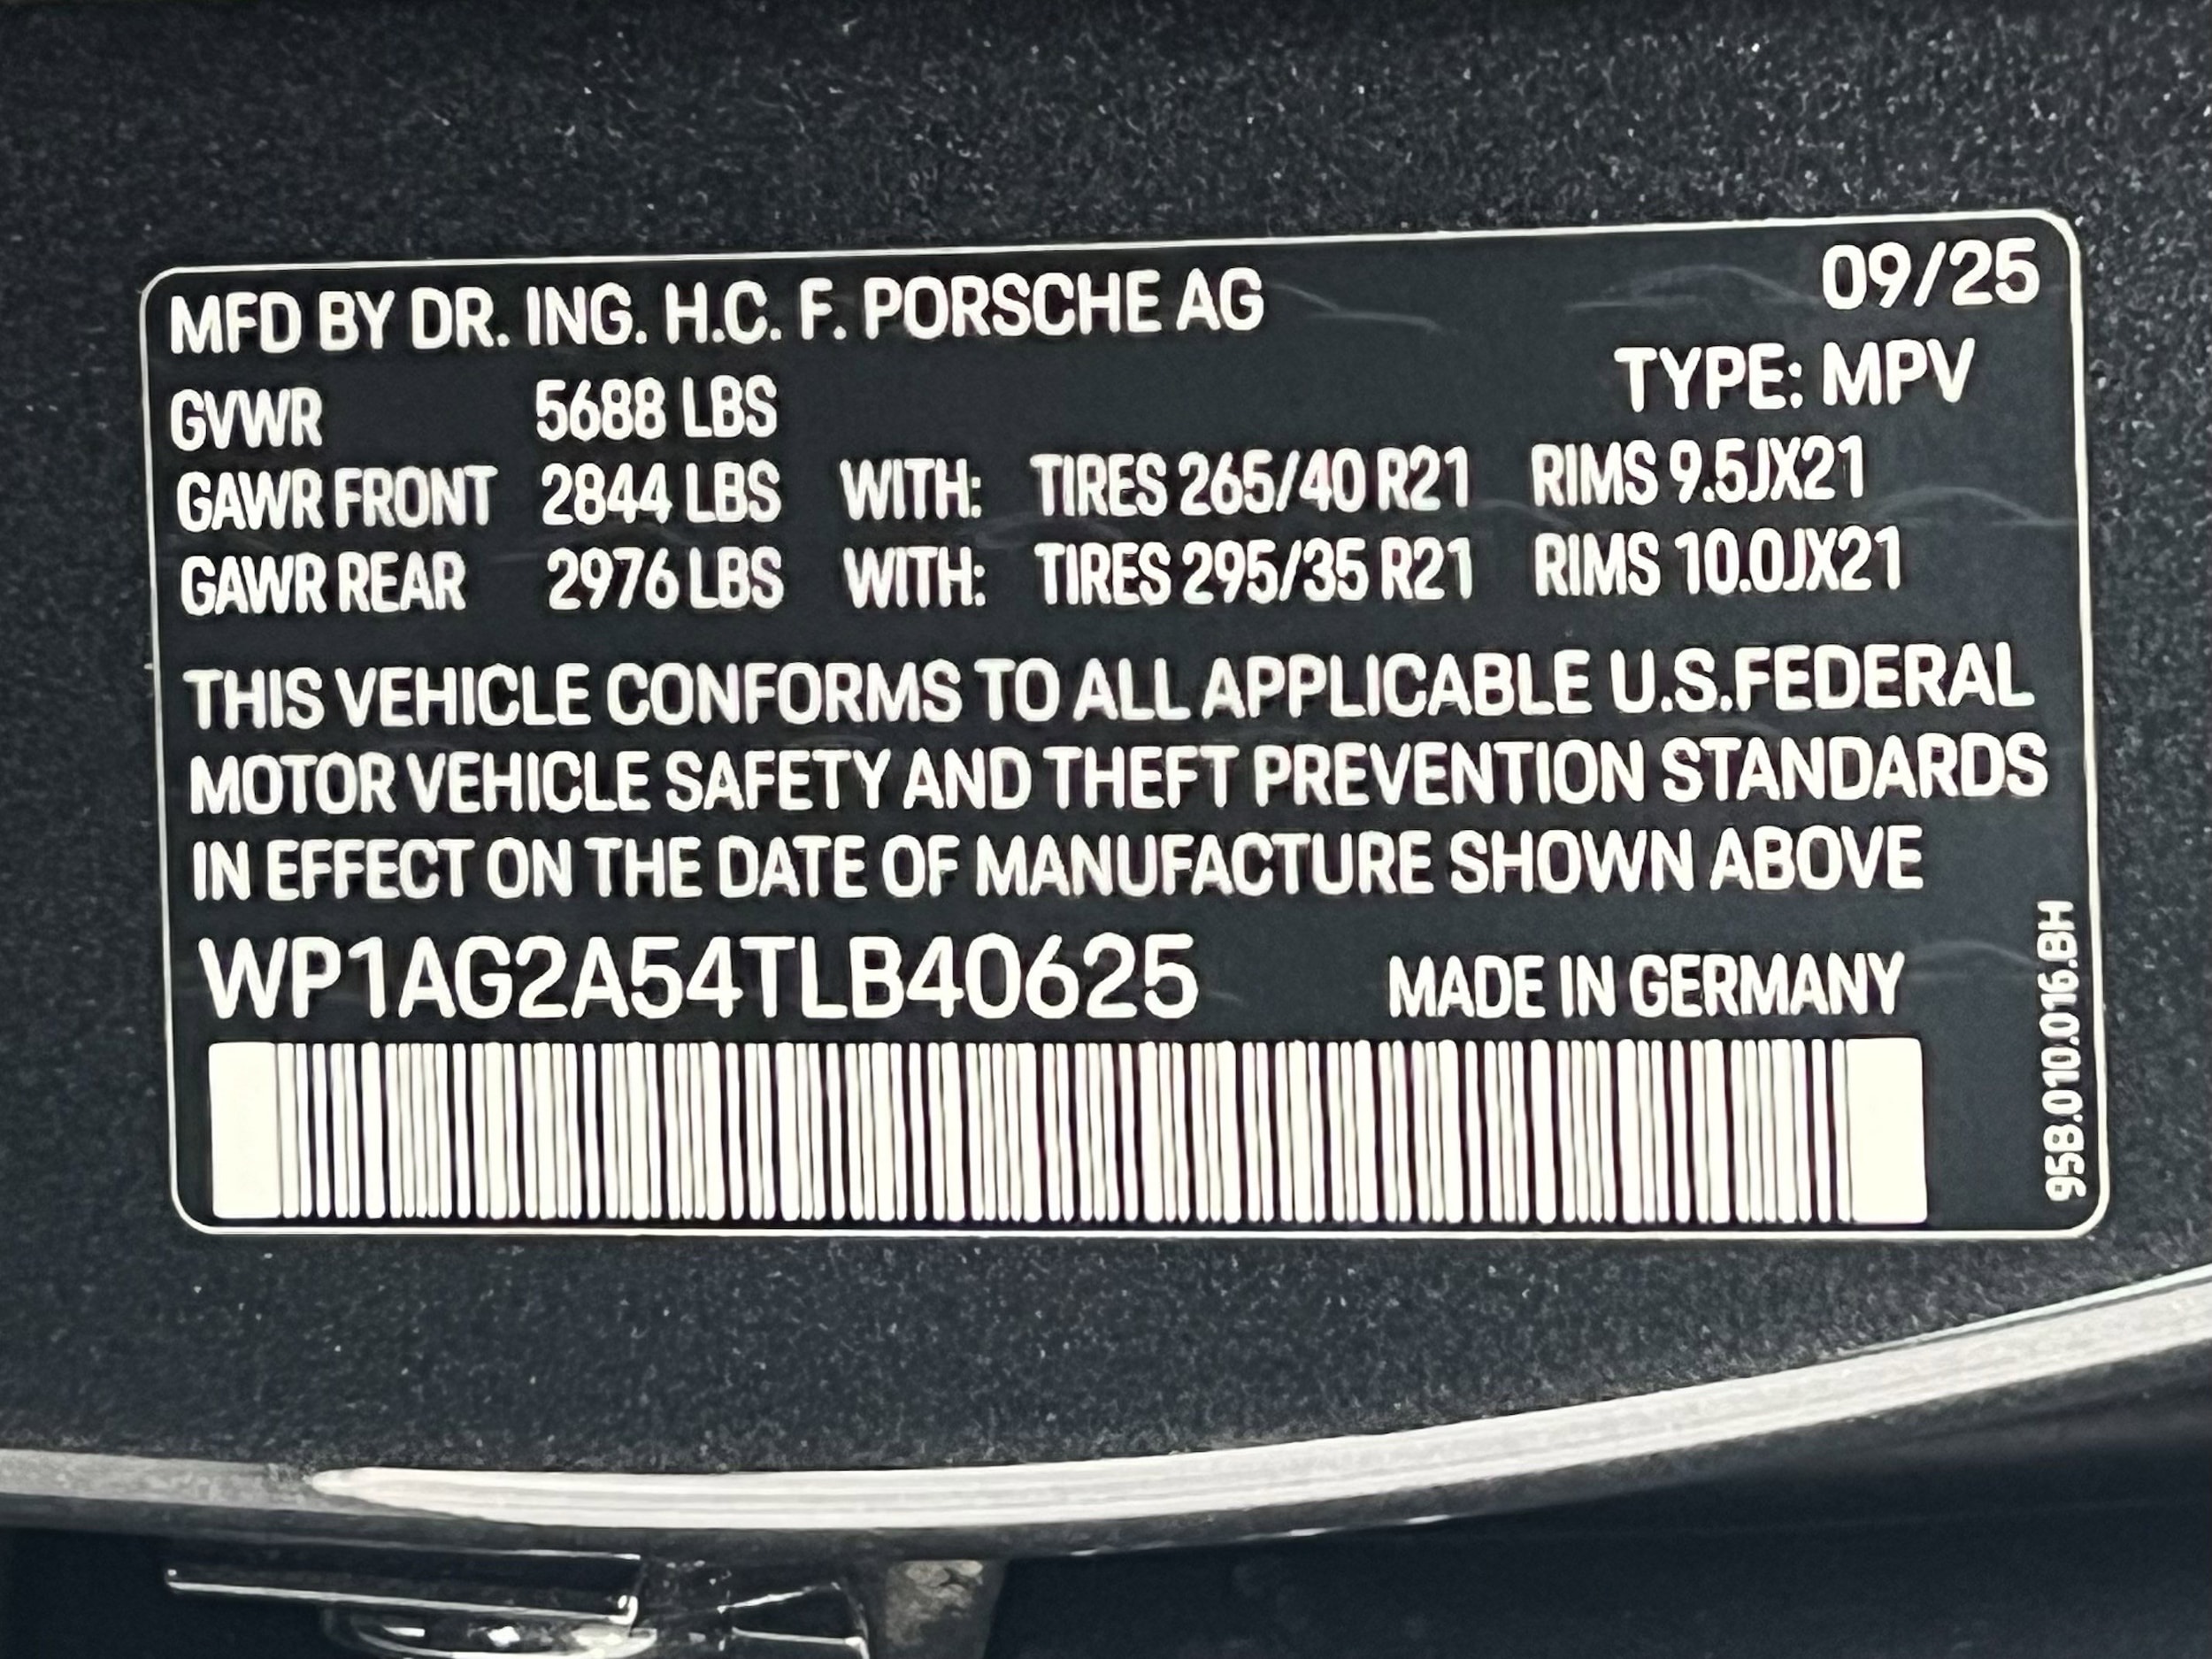 MFD BY DR. ING. H.C. F. PORSCHE AG 09/25
GVWR 5688 LBS TYPE: MPV
GAWR FRONT 2844 LBS WITH: TIRES 265/40 R21 RIMS 9.5JX21
GAWR REAR 2976 LBS WITH: TIRES 295/35 R21 RIMS 10.0JX21
THIS VEHICLE CONFORMS TO ALL APPLICABLE U.S.FEDERAL
MOTOR VEHICLE SAFETY AND THEFT PREVENTION STANDARDS
IN EFFECT ON THE DATE OF MANUFACTURE SHOWN ABOVE
WP1AG2A54TLB40625 MADE IN GERMANY
95B.010.016.BH